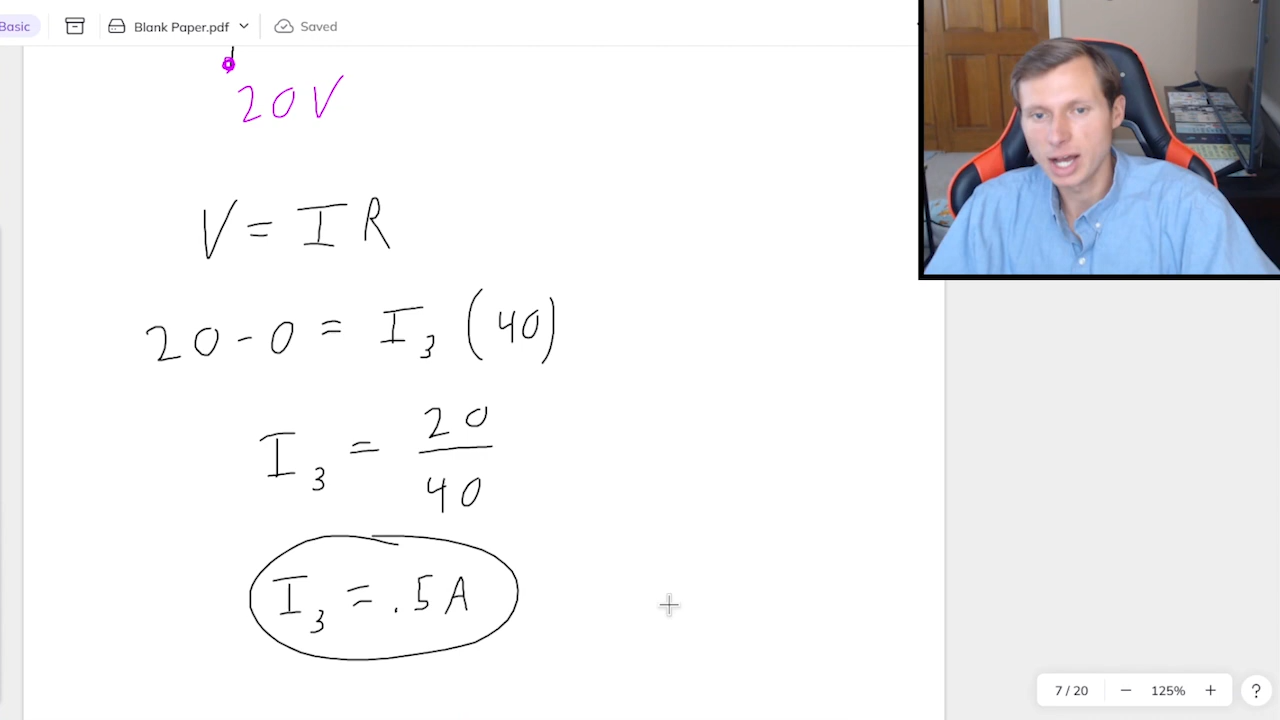 Basic Blank Paper.pdf Saved
20V
V = IR
20 - 0 = I₃ (40)
I₃ = 20/40
I₃ = .5A
7 / 20 − 125% + ?